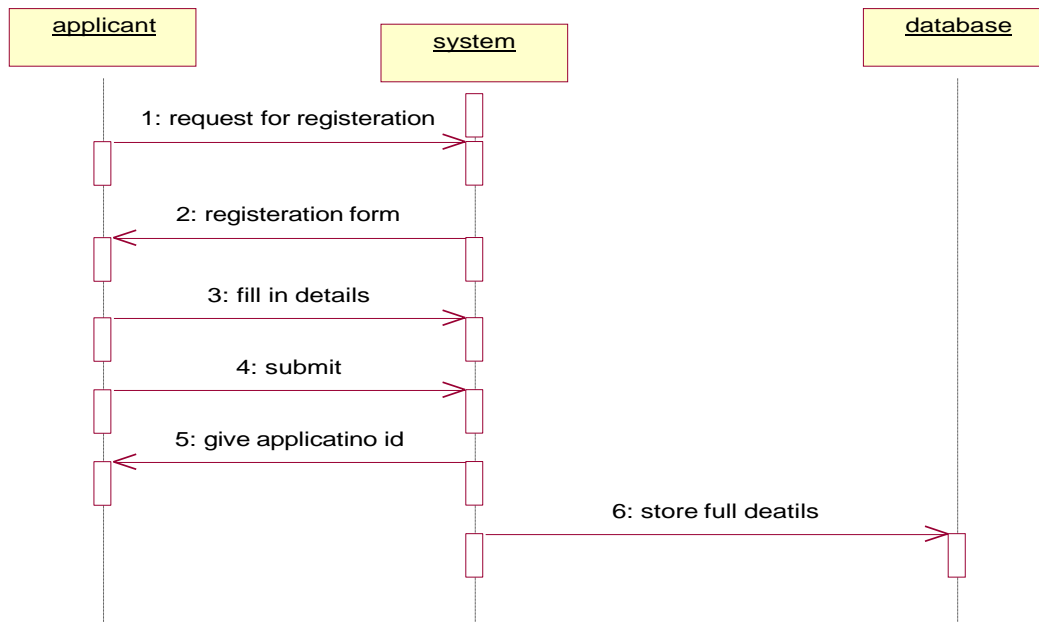 applicant
system
database
1: request for registeration
2: registeration form
3: fill in details
4: submit
5: give applicatino id
6: store full deatils